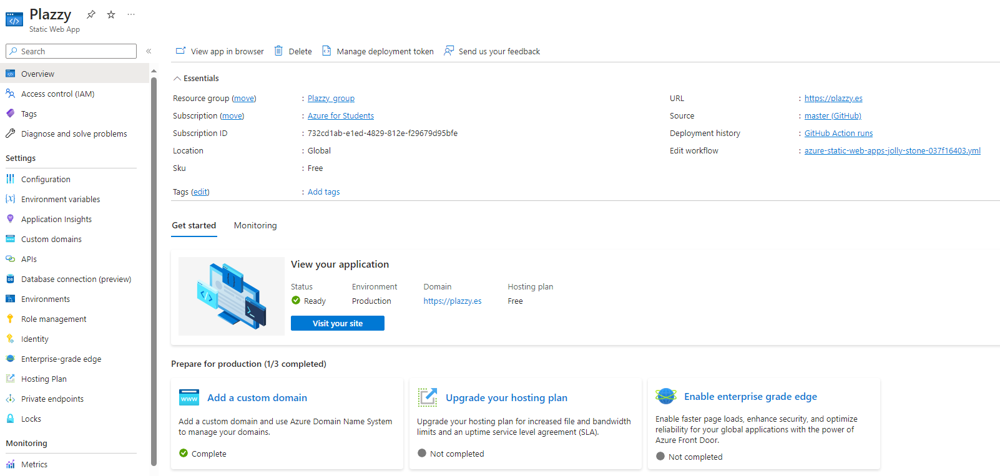 Plazzy
Static Web App
Search
Overview
Access control (IAM)
Tags
Diagnose and solve problems
Settings
Configuration
Environment variables
Application Insights
Custom domains
APIs
Database connection (preview)
Environments
Role management
Identity
Enterprise-grade edge
Hosting Plan
Private endpoints
Locks
Monitoring
Metrics
View app in browser Delete Manage deployment token Send us your feedback
Essentials
Resource group (move) : Plazzy_group
Subscription (move) : Azure for Students
Subscription ID : 732cd1ab-e1ed-4829-812e-f29679d95bfe
Location : Global
Sku : Free
Tags (edit) : Add tags
URL : https://plazzy.es
Source : master (GitHub)
Deployment history : GitHub Action runs
Edit workflow : azure-static-web-apps-jolly-stone-037f16403.yml
Get started Monitoring
View your application
Status Environment Domain Hosting plan
Ready Production https://plazzy.es Free
Visit your site
Prepare for production (1/3 completed)
www
Add a custom domain
Add a custom domain and use Azure Domain Name System
to manage your domains.
Complete
Upgrade your hosting plan
Upgrade your hosting plan for increased file and bandwidth
limits and an uptime service level agreement (SLA).
Not completed
Enable enterprise grade edge
Enable faster page loads, enhance security, and optimize
reliability for your global applications with the power of
Azure Front Door.
Not completed